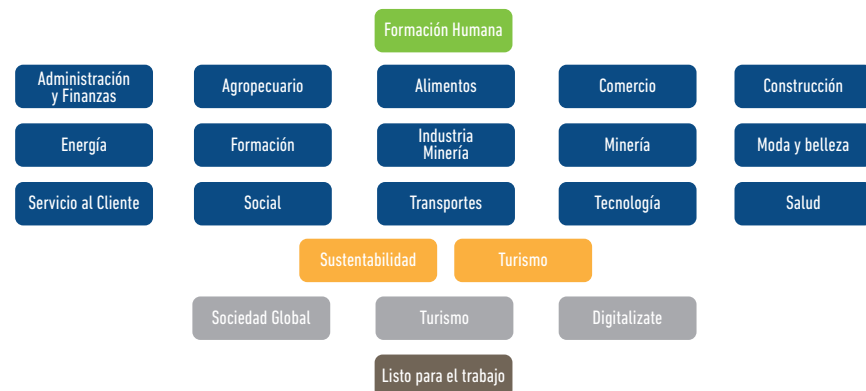 Formación Humana
Administración
y Finanzas
Agropecuario
Alimentos
Comercio
Construcción
Energía
Formación
Industria
Minería
Minería
Moda y belleza
Servicio al Cliente
Social
Transportes
Tecnología
Salud
Sustentabilidad
Turismo
Sociedad Global
Turismo
Digitalizate
Listo para el trabajo